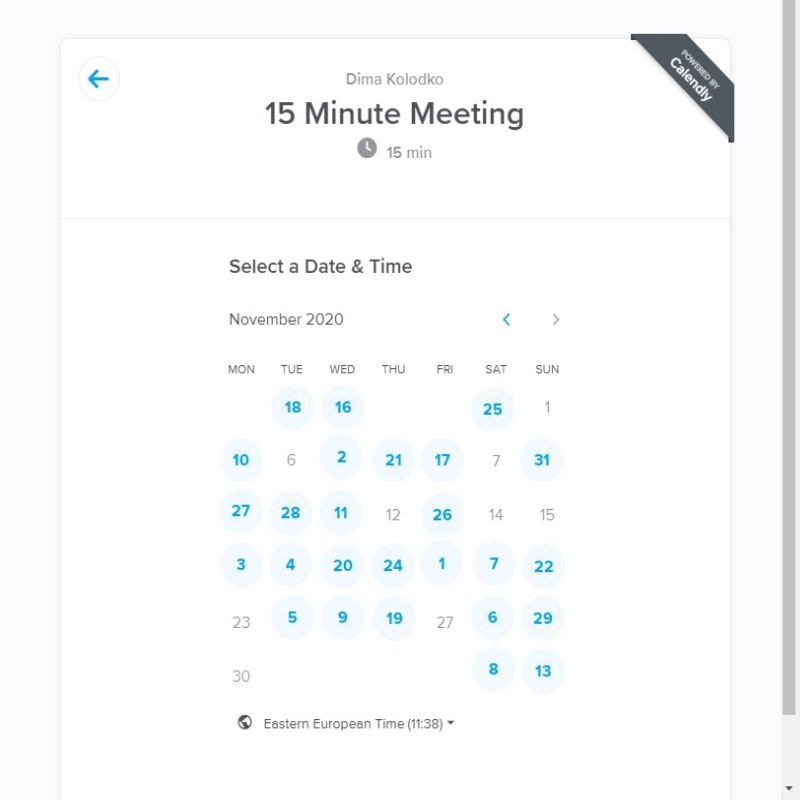 POWERED BY
Calendly
Dima Kolodko
15 Minute Meeting
15 min
Select a Date & Time
November 2020
MON TUE WED THU FRI SAT SUN
18 16 25 1
10 6 2 21 17 7 31
27 28 11 12 26 14 15
3 4 20 24 1 7 22
23 5 9 19 27 6 29
30 8 13
Eastern European Time (11:38)